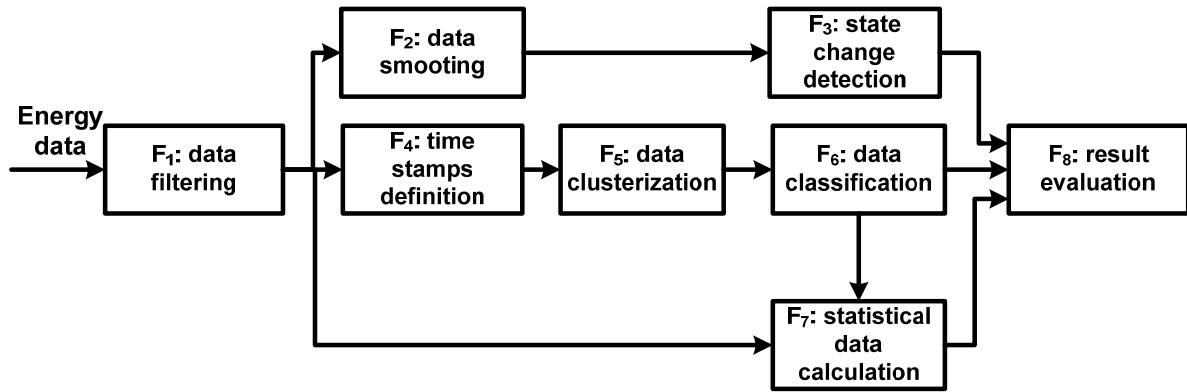 Energy
data
F₁: data
filtering
F₂: data
smooting
F₃: state
change
detection
F₄: time
stamps
definition
F₅: data
clusterization
F₆: data
classification
F₇: statistical
data
calculation
F₈: result
evaluation